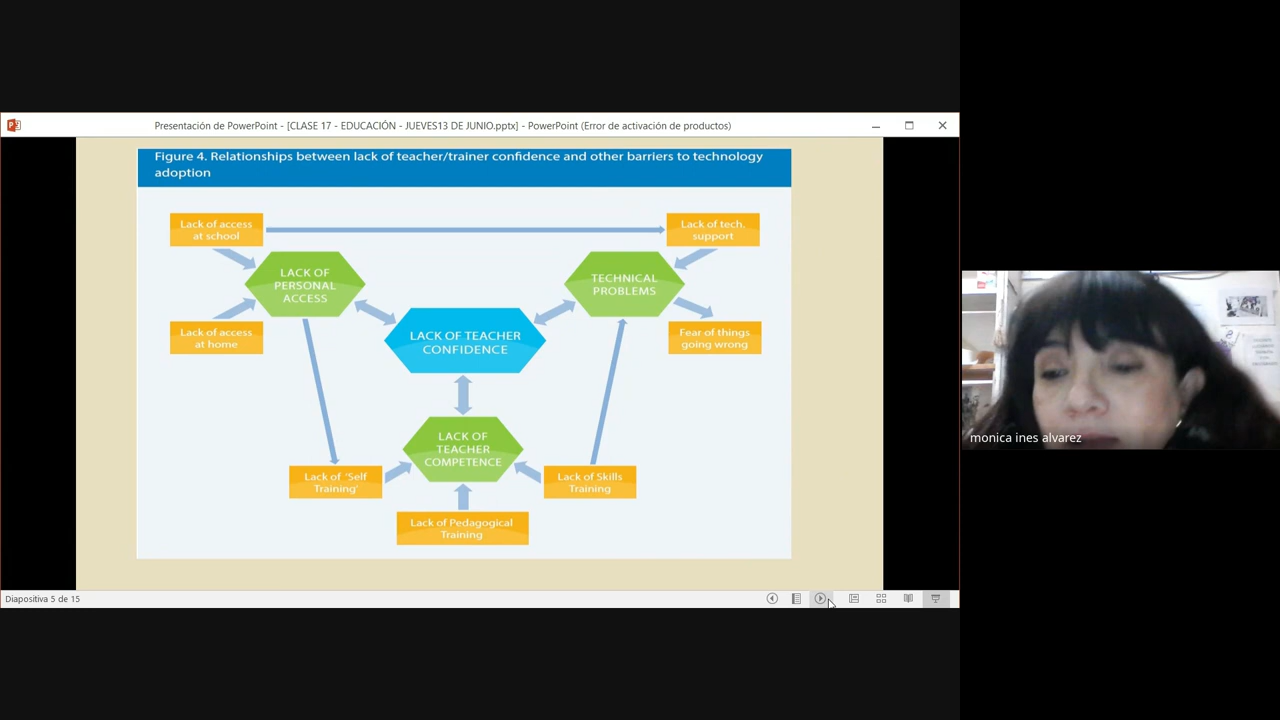 Presentación de PowerPoint - [CLASE 17 - EDUCACIÓN - JUEVES13 DE JUNIO.pptx] - PowerPoint (Error de activación de productos)
Figure 4. Relationships between lack of teacher/trainer confidence and other barriers to technology
adoption
Lack of access
at school
Lack of tech.
support
LACK OF
PERSONAL
ACCESS
TECHNICAL
PROBLEMS
Lack of access
at home
LACK OF TEACHER
CONFIDENCE
Fear of things
going wrong
LACK OF
TEACHER
COMPETENCE
Lack of 'Self
Training'
Lack of Skills
Training
Lack of Pedagogical
Training
Diapositiva 5 de 15
monica ines alvarez